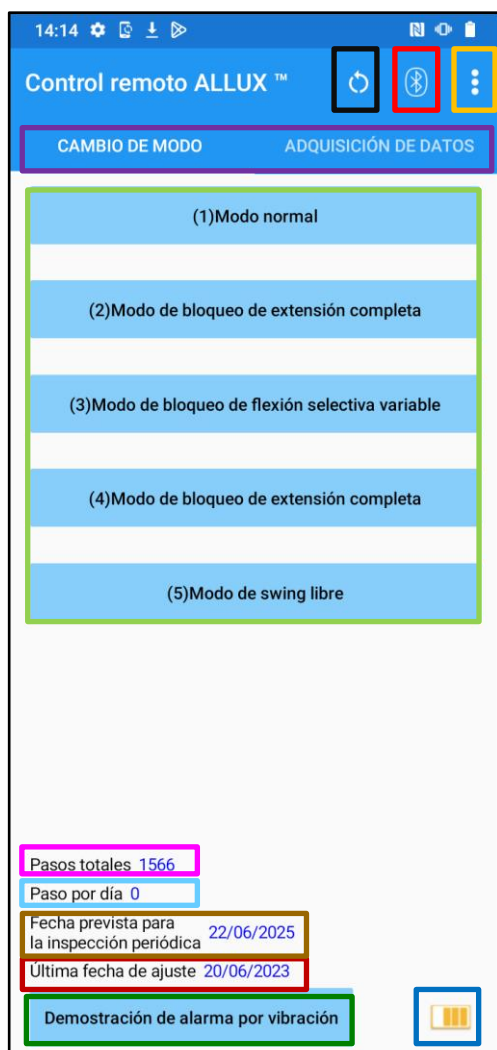 14:14
Control remoto ALLUX ™
CAMBIO DE MODO ADQUISICIÓN DE DATOS
(1)Modo normal
(2)Modo de bloqueo de extensión completa
(3)Modo de bloqueo de flexión selectiva variable
(4)Modo de bloqueo de extensión completa
(5)Modo de swing libre
Pasos totales 1566
Paso por día 0
Fecha prevista para
la inspección periódica 22/06/2025
Última fecha de ajuste 20/06/2023
Demostración de alarma por vibración